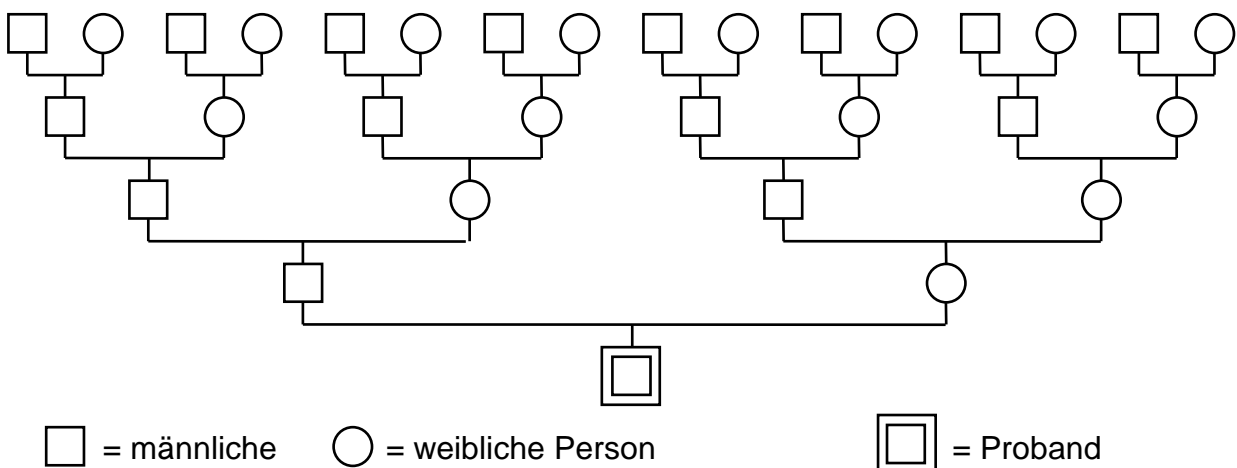 = männliche = weibliche Person = Proband